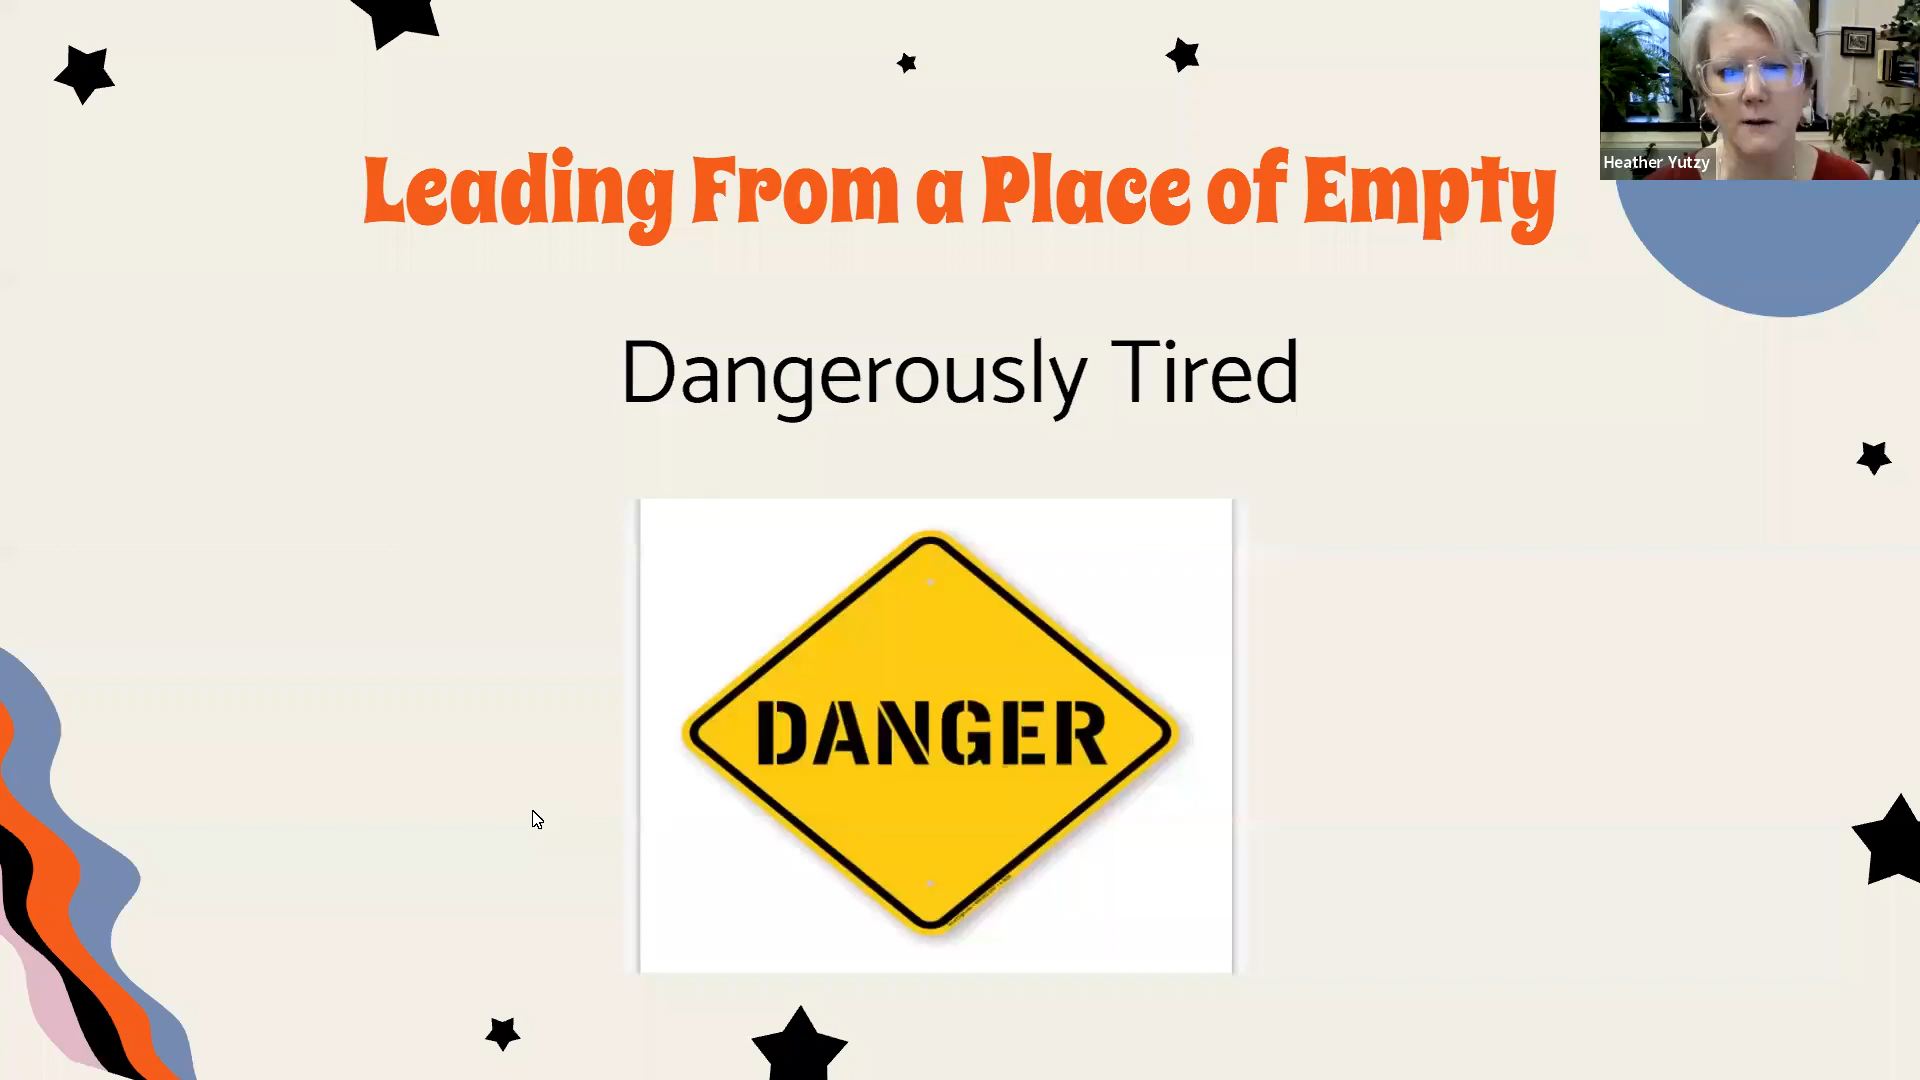 Leading From a Place of Empty
Heather Yutzy
Dangerously Tired
DANGER